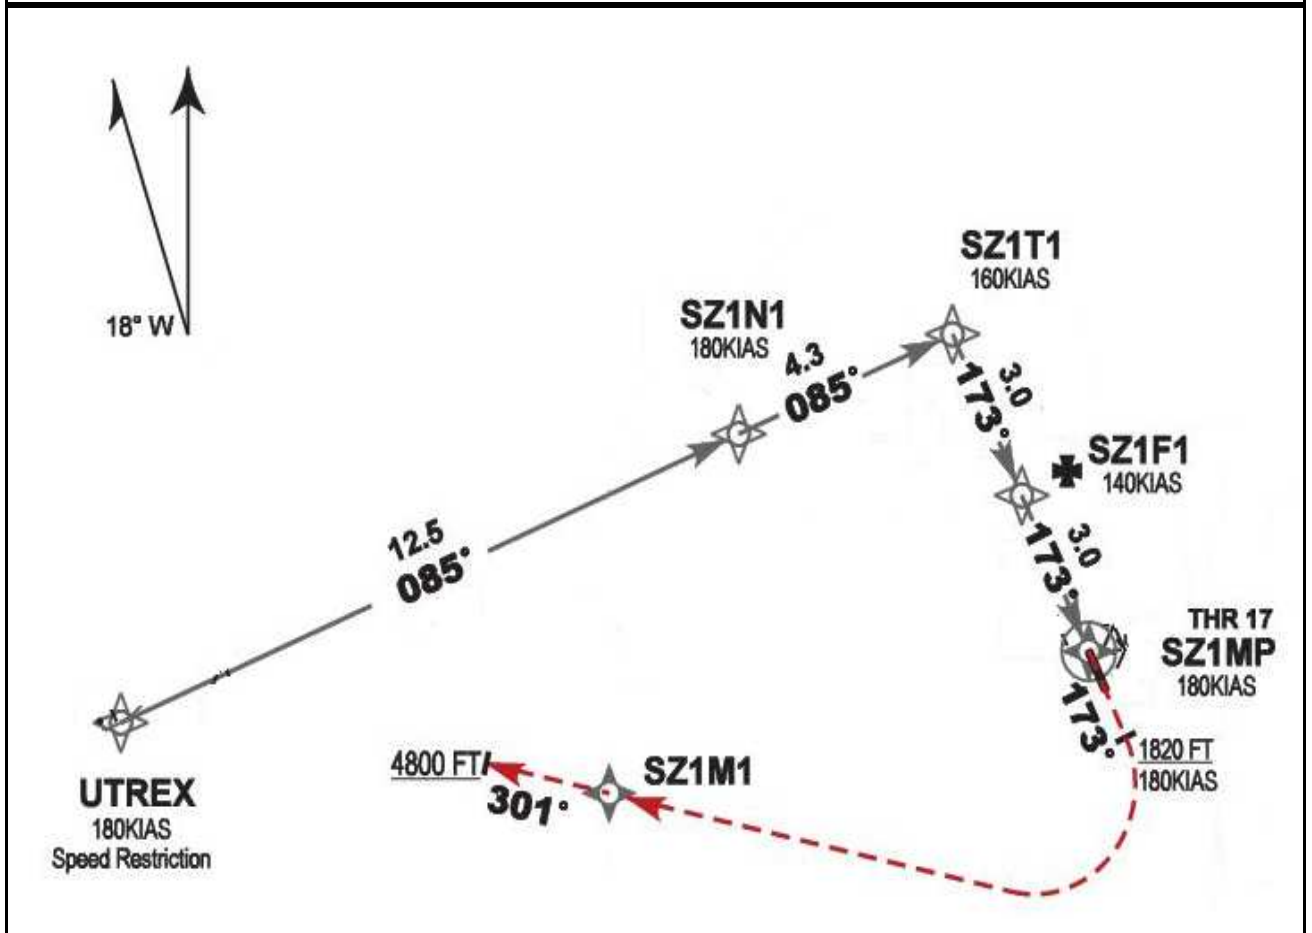 SZ1T1
160KIAS
SZ1N1
180KIAS
18° W
4.3
085°
3.0
173°
SZ1F1
140KIAS
12.5
085°
3.0
173°
THR 17
SZ1MP
180KIAS
173°
1820 FT
180KIAS
UTREX
180KIAS
Speed Restriction
4800 FT
SZ1M1
301°